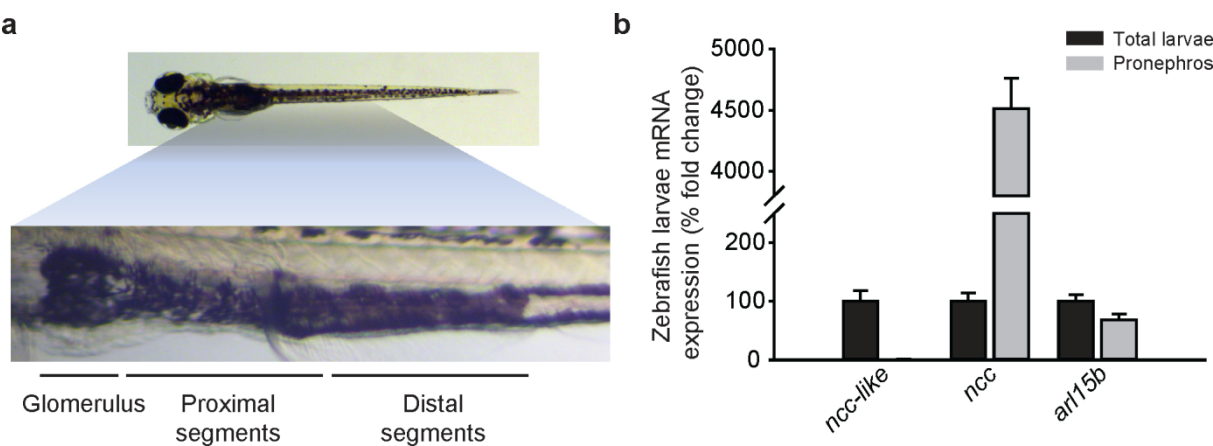 a
Glomerulus
Proximal
segments
Distal
segments
b
Total larvae
Pronephros
Zebrafish larvae mRNA
expression (% fold change)
5000
4500
4000
200
100
0
ncc-like
ncc
arl15b